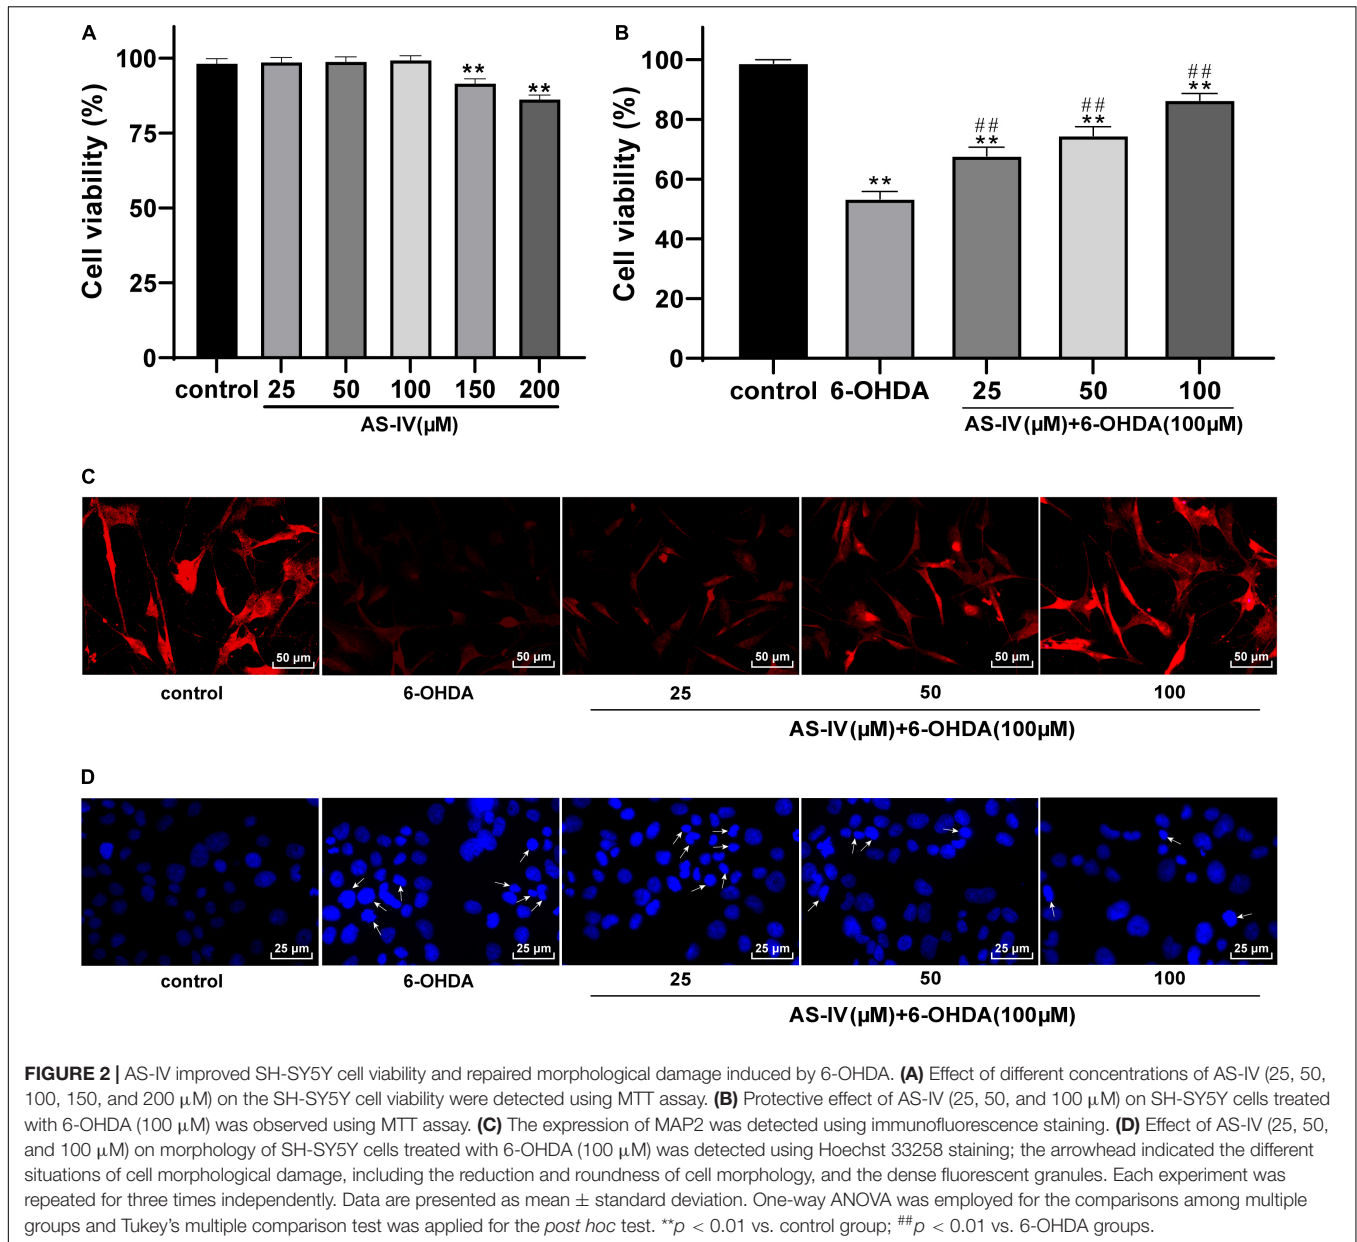 A
B
Cell viability (%)
100
75
50
25
0
** **
control 25 50 100 150 200
AS-IV(µM)
Cell viability (%)
100
80
60
40
20
0
**
##
**
##
**
##
**
control 6-OHDA 25 50 100
AS-IV(µM)+6-OHDA(100µM)
C
50 µm 50 µm 50 µm 50 µm 50 µm
control 6-OHDA 25 50 100
AS-IV(µM)+6-OHDA(100µM)
D
25 µm 25 µm 25 µm 25 µm 25 µm
control 6-OHDA 25 50 100
AS-IV(µM)+6-OHDA(100µM)
FIGURE 2 | AS-IV improved SH-SY5Y cell viability and repaired morphological damage induced by 6-OHDA. (A) Effect of different concentrations of AS-IV (25, 50,
100, 150, and 200 µM) on the SH-SY5Y cell viability were detected using MTT assay. (B) Protective effect of AS-IV (25, 50, and 100 µM) on SH-SY5Y cells treated
with 6-OHDA (100 µM) was observed using MTT assay. (C) The expression of MAP2 was detected using immunofluorescence staining. (D) Effect of AS-IV (25, 50,
and 100 µM) on morphology of SH-SY5Y cells treated with 6-OHDA (100 µM) was detected using Hoechst 33258 staining; the arrowhead indicated the different
situations of cell morphological damage, including the reduction and roundness of cell morphology, and the dense fluorescent granules. Each experiment was
repeated for three times independently. Data are presented as mean ± standard deviation. One-way ANOVA was employed for the comparisons among multiple
groups and Tukey's multiple comparison test was applied for the post hoc test. **p < 0.01 vs. control group; ##p < 0.01 vs. 6-OHDA groups.